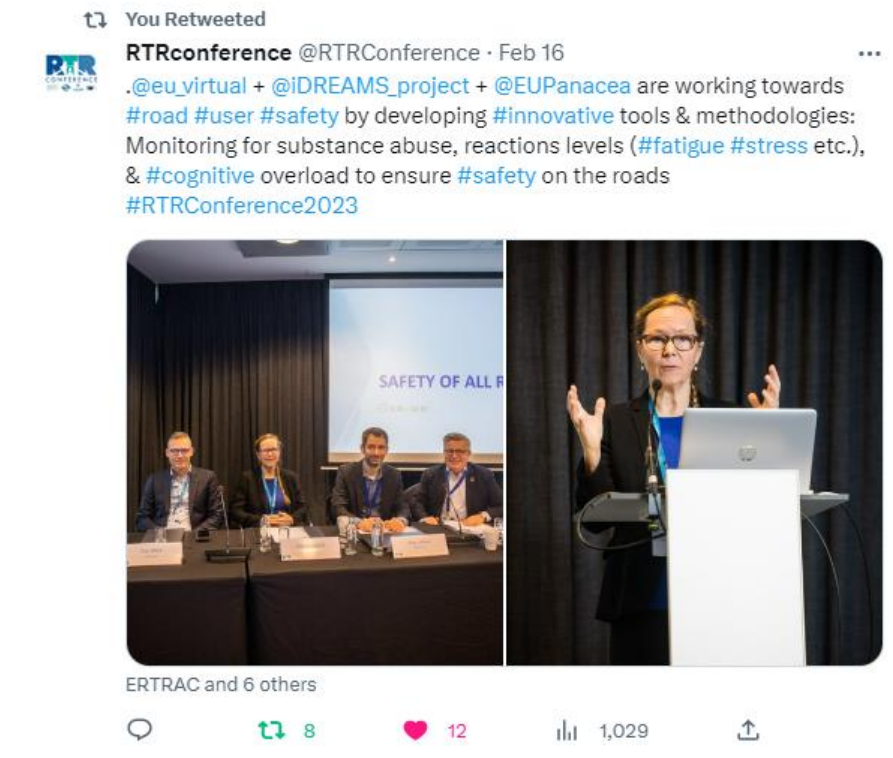 You Retweeted
RTRconference @RTRConference · Feb 16
.@eu_virtual + @iDREAMS_project + @EUPanacea are working towards
#road #user #safety by developing #innovative tools & methodologies:
Monitoring for substance abuse, reactions levels (#fatigue #stress etc.),
& #cognitive overload to ensure #safety on the roads
#RTRConference2023
RTR
CONFERENCE
SAFETY OF ALL R
ERTRAC and 6 others
8 12 1,029